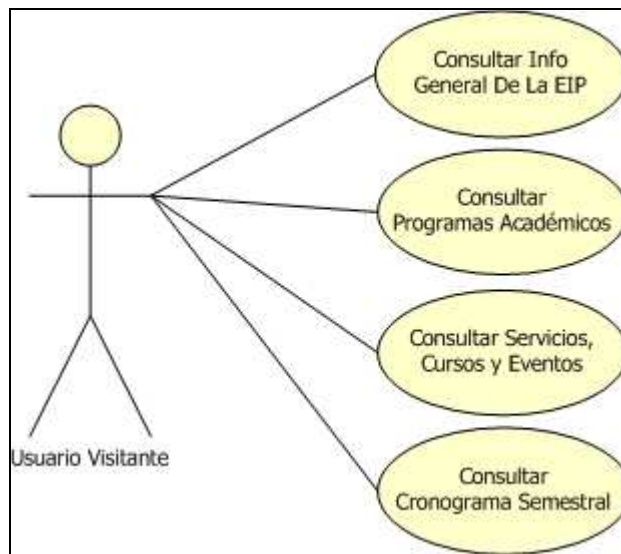 Consultar Info
General De La EIP
Consultar
Programas Académicos
Consultar Servicios,
Cursos y Eventos
Usuario Visitante
Consultar
Cronograma Semestral